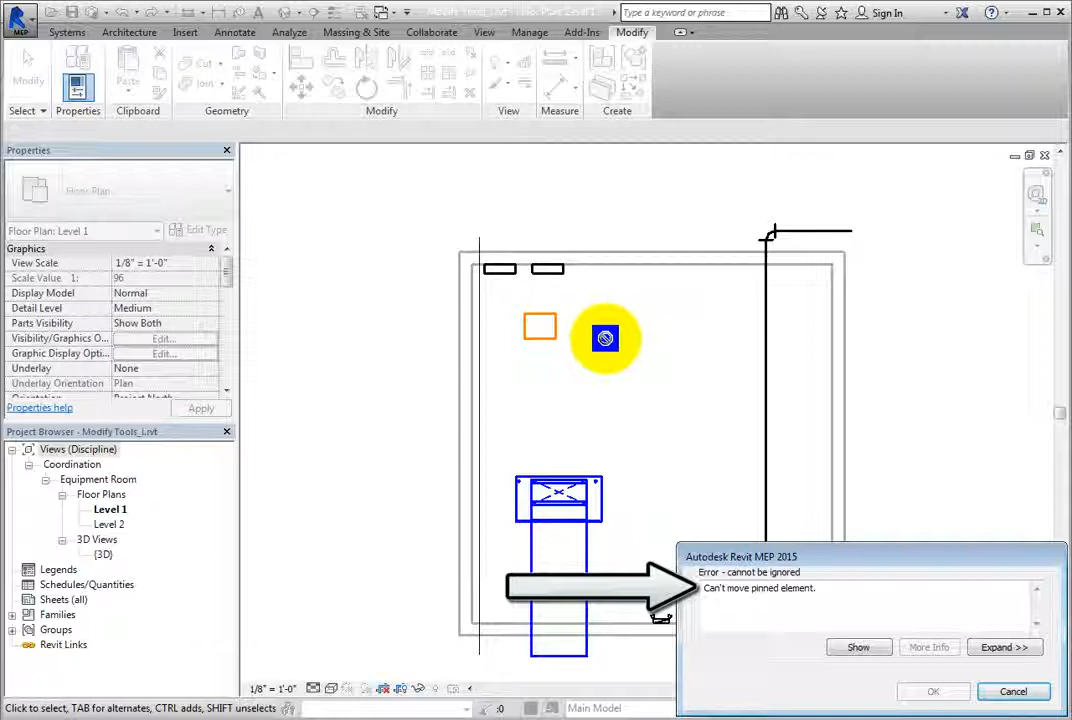 Type a keyword or phrase
Sign In
MEP
Systems Architecture Insert Annotate Analyze Massing & Site Collaborate View Manage Add-Ins Modify
Modify Paste Cut
Join
Select Properties Clipboard Geometry Modify View Measure Create
Properties
Floor Plan
Floor Plan: Level 1 Edit Type
Graphics
View Scale 1/8" = 1'-0"
Scale Value 1: 96
Display Model Normal
Detail Level Medium
Parts Visibility Show Both
Visibility/Graphics O... Edit...
Graphic Display Opti... Edit...
Underlay None
Underlay Orientation Plan
Orientation Project North
Properties help Apply
Project Browser - Modify Tools_i.rvt
Views (Discipline)
Coordination
Equipment Room
Floor Plans
Level 1
Level 2
3D Views
{3D}
Legends
Schedules/Quantities
Sheets (all)
Families
Groups
Revit Links
Autodesk Revit MEP 2015
Error - cannot be ignored
Can't move pinned element.
Show More Info Expand >>
OK Cancel
1/8" = 1'-0"
Click to select, TAB for alternates, CTRL adds, SHIFT unselects :0 Main Model